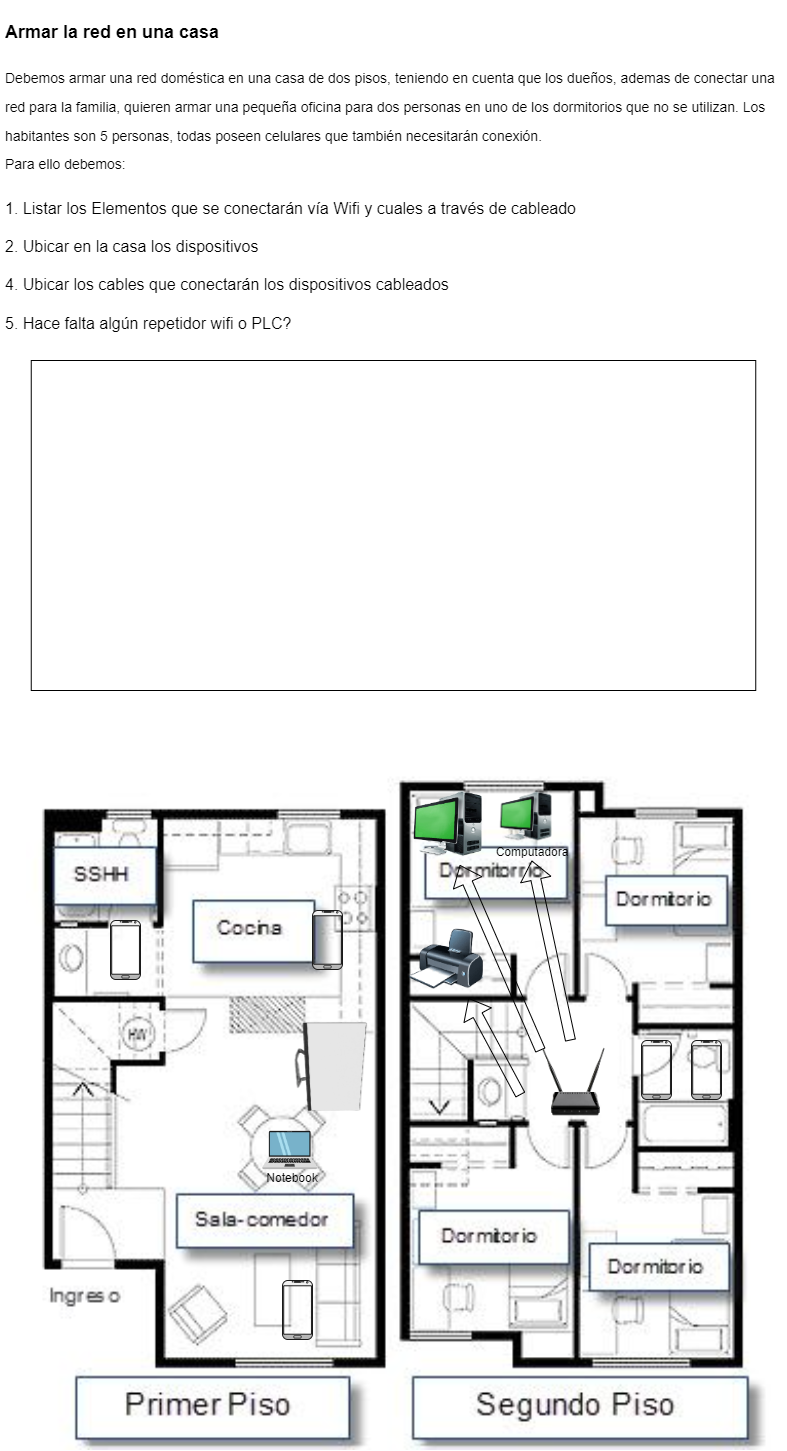 Armar la red en una casa
Debemos armar una red doméstica en una casa de dos pisos, teniendo en cuenta que los dueños, ademas de conectar una
red para la familia, quieren armar una pequeña oficina para dos personas en uno de los dormitorios que no se utilizan. Los
habitantes son 5 personas, todas poseen celulares que también necesitarán conexión.
Para ello debemos:
1. Listar los Elementos que se conectarán vía Wifi y cuales a través de cableado
2. Ubicar en la casa los dispositivos
4. Ubicar los cables que conectarán los dispositivos cableados
5. Hace falta algún repetidor wifi o PLC?
Computadora
SSHH
Dormitorio
Dormitorio
Cocina
HW
Notebook
Sala-comedor
Dormitorio
Dormitorio
Ingreso
Primer Piso
Segundo Piso